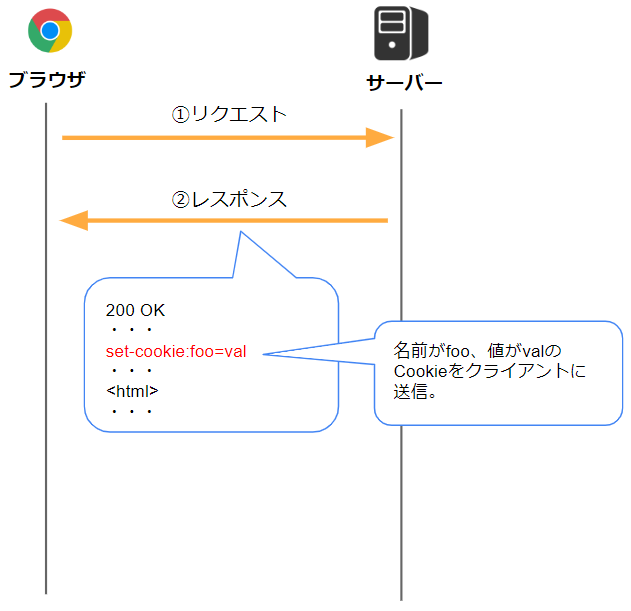 ブラウザ
サーバー
①リクエスト
②レスポンス
200 OK
・・・
set-cookie:foo=val
・・・
<html>
・・・
名前がfoo、値がvalの
Cookieをクライアントに
送信。